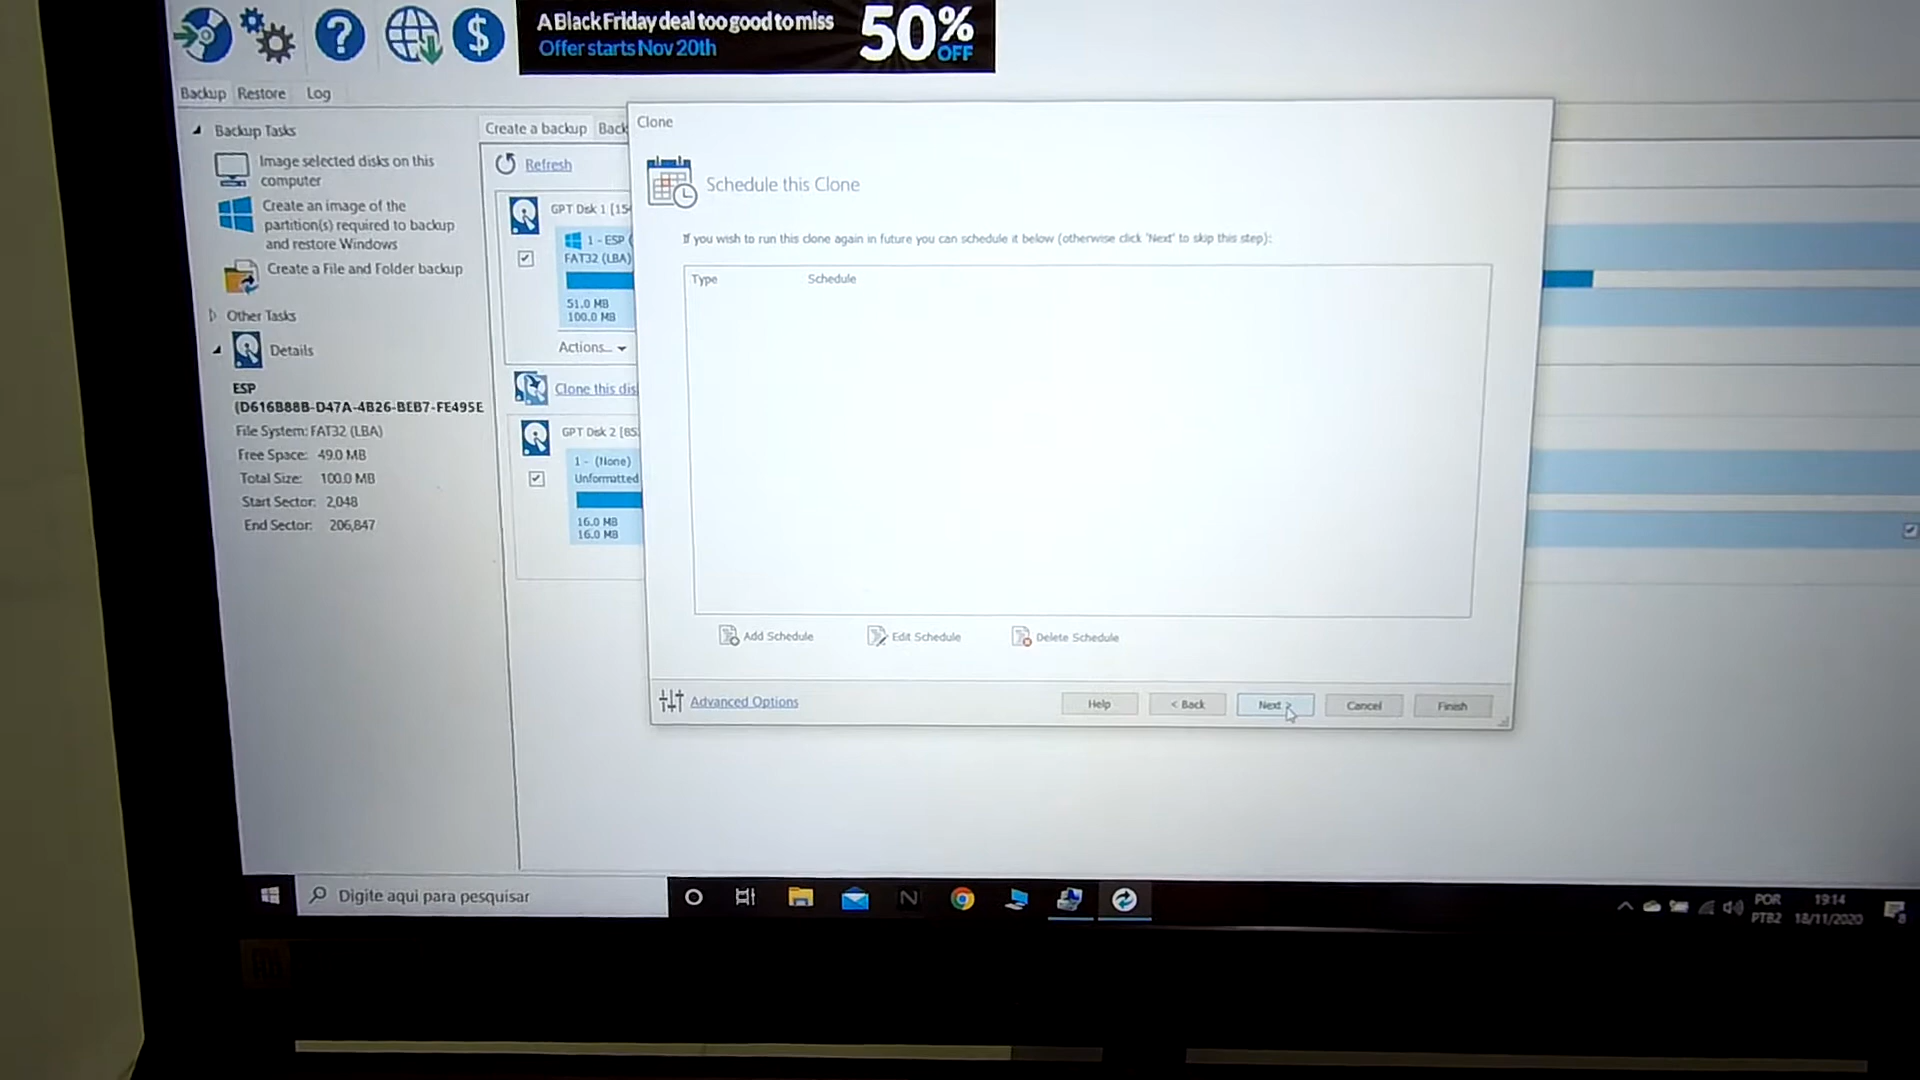 A Black Friday deal too good to miss
Offer starts Nov 20th
50%
OFF
Backup Restore Log
Backup Tasks
Image selected disks on this
computer
Create an image of the
partition(s) required to backup
and restore Windows
Create a File and Folder backup
Other Tasks
Details
ESP
(D616B88B-D47A-4B26-BEB7-FE495E
File System: FAT32 (LBA)
Free Space: 49.0 MB
Total Size: 100.0 MB
Start Sector: 2,048
End Sector: 206,847
Create a backup Back
Refresh
GPT Disk 1 [15
1 - ESP (
FAT32 (LBA)
51.0 MB
100.0 MB
Actions...
Clone this dis
GPT Disk 2 [85
1 - (None)
Unformatted
16.0 MB
16.0 MB
Clone
Schedule this Clone
If you wish to run this clone again in future you can schedule it below (otherwise click 'Next' to skip this step):
Type Schedule
Add Schedule Edit Schedule Delete Schedule
Advanced Options
Help < Back Next > Cancel Finish
Digite aqui para pesquisar
POR
PTB2
19:14
18/11/2020